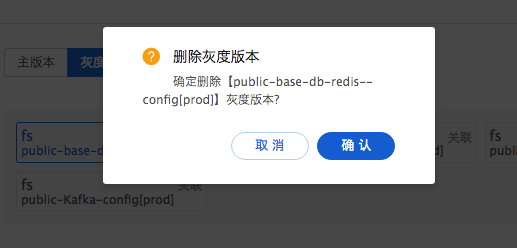 主版本
灰度
删除灰度版本
确定删除【public-base-db-redis--
config[prod]】灰度版本?
取 消
确 认
fs
关联
fs
public-base-d
]
publ
fs
关联
public-Kafka-config[prod]